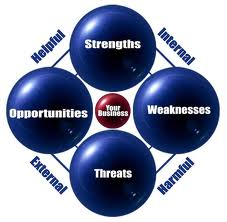 Helpful
Strengths
Internal
Opportunities
Your
Business
Weaknesses
External
Threats
Harmful